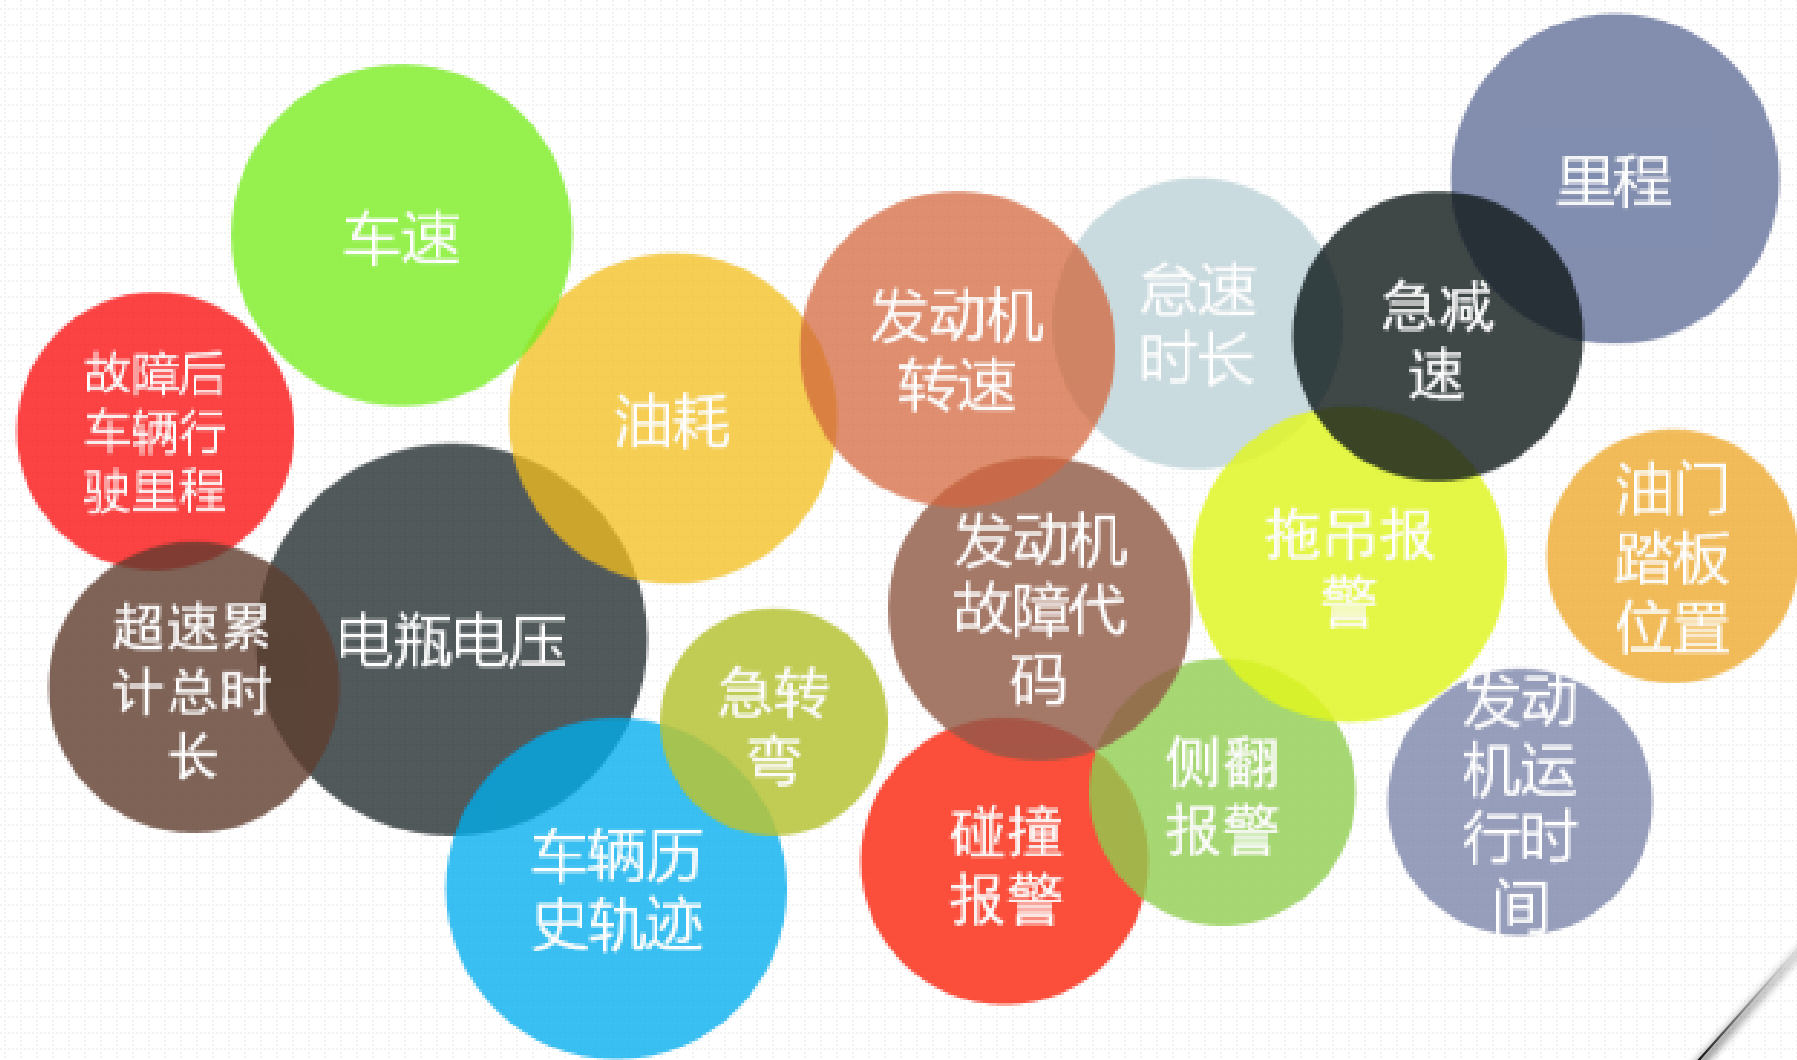 车速
里程
发动机
转速
怠速
时长
急减
速
故障后
车辆行
驶里程
油耗
油门
踏板
位置
发动机
故障代
码
拖吊报
警
超速累
计总时
长
电瓶电压
急转
弯
发动
机运
行时
间
侧翻
报警
碰撞
报警
车辆历
史轨迹